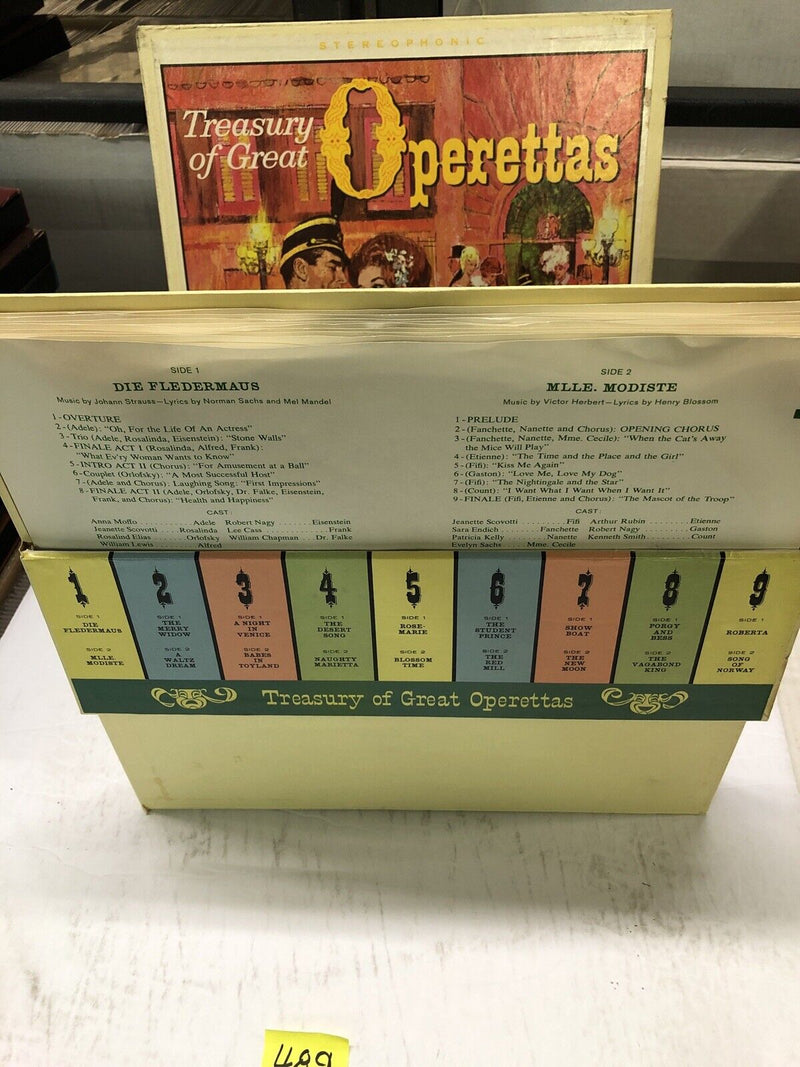 STEREOPHONIC
Treasury
of Great
Operettas
SIDE 1
DIE FLEDERMAUS
Music by Johann Strauss—Lyrics by Norman Sachs and Mel Mandel
1-OVERTURE
2-(Adele): "Oh, For the Life Of An Actress"
3-Trio (Adele, Rosalinda, Eisenstein): "Stone Walls"
4-FINALE ACT I (Rosalinda, Alfred, Frank):
"What Ev'ry Woman Wants to Know"
5-INTRO ACT II (Chorus): "For Amusement at a Ball"
6-Couplet (Orlofsky): "A Most Successful Host"
7-(Adele and Chorus): Laughing Song: "First Impressions"
8-FINALE ACT II (Adele, Orlofsky, Dr. Falke, Eisenstein,
Frank, and Chorus): "Health and Happiness"
CAST:
Anna Moffo ........ Adele Robert Nagy ........ Eisenstein
Jeanette Scovotti .... Rosalinda Lee Cass ........ Frank
Rosalind Elias ...... Orlofsky William Chapman .. Dr. Falke
William Lewis ...... Alfred
SIDE 2
MLLE. MODISTE
Music by Victor Herbert—Lyrics by Henry Blossom
1-PRELUDE
2-(Fanchette, Nanette and Chorus): OPENING CHORUS
3-(Fanchette, Nanette, Mme. Cecile): "When the Cat's Away
the Mice Will Play"
4-(Etienne): "The Time and the Place and the Girl"
5-(Fifi): "Kiss Me Again"
6-(Gaston): "Love Me, Love My Dog"
7-(Fifi): "The Nightingale and the Star"
8-(Count): "I Want What I Want When I Want It"
9-FINALE (Fifi, Etienne and Chorus): "The Mascot of the Troop"
CAST:
Jeanette Scovotti ........ Fifi Arthur Rubin ........ Etienne
Sara Endich ...... Fanchette Robert Nagy ........ Gaston
Patricia Kelly ...... Nanette Kenneth Smith ...... Count
Evelyn Sachs .... Mme. Cecile
1
SIDE 1
DIE
FLEDERMAUS
SIDE 2
MLLE.
MODISTE
2
SIDE 1
THE
MERRY
WIDOW
SIDE 2
A
WALTZ
DREAM
3
SIDE 1
A NIGHT
IN
VENICE
SIDE 2
BABES
IN
TOYLAND
4
SIDE 1
THE
DESERT
SONG
SIDE 2
NAUGHTY
MARIETTA
5
SIDE 1
ROSE-
MARIE
SIDE 2
BLOSSOM
TIME
6
SIDE 1
THE
STUDENT
PRINCE
SIDE 2
THE
RED
MILL
7
SIDE 1
SHOW
BOAT
SIDE 2
THE
NEW
MOON
8
SIDE 1
PORGY
AND
BESS
SIDE 2
THE
VAGABOND
KING
9
SIDE 1
ROBERTA
SIDE 2
SONG
OF
NORWAY
Treasury of Great Operettas